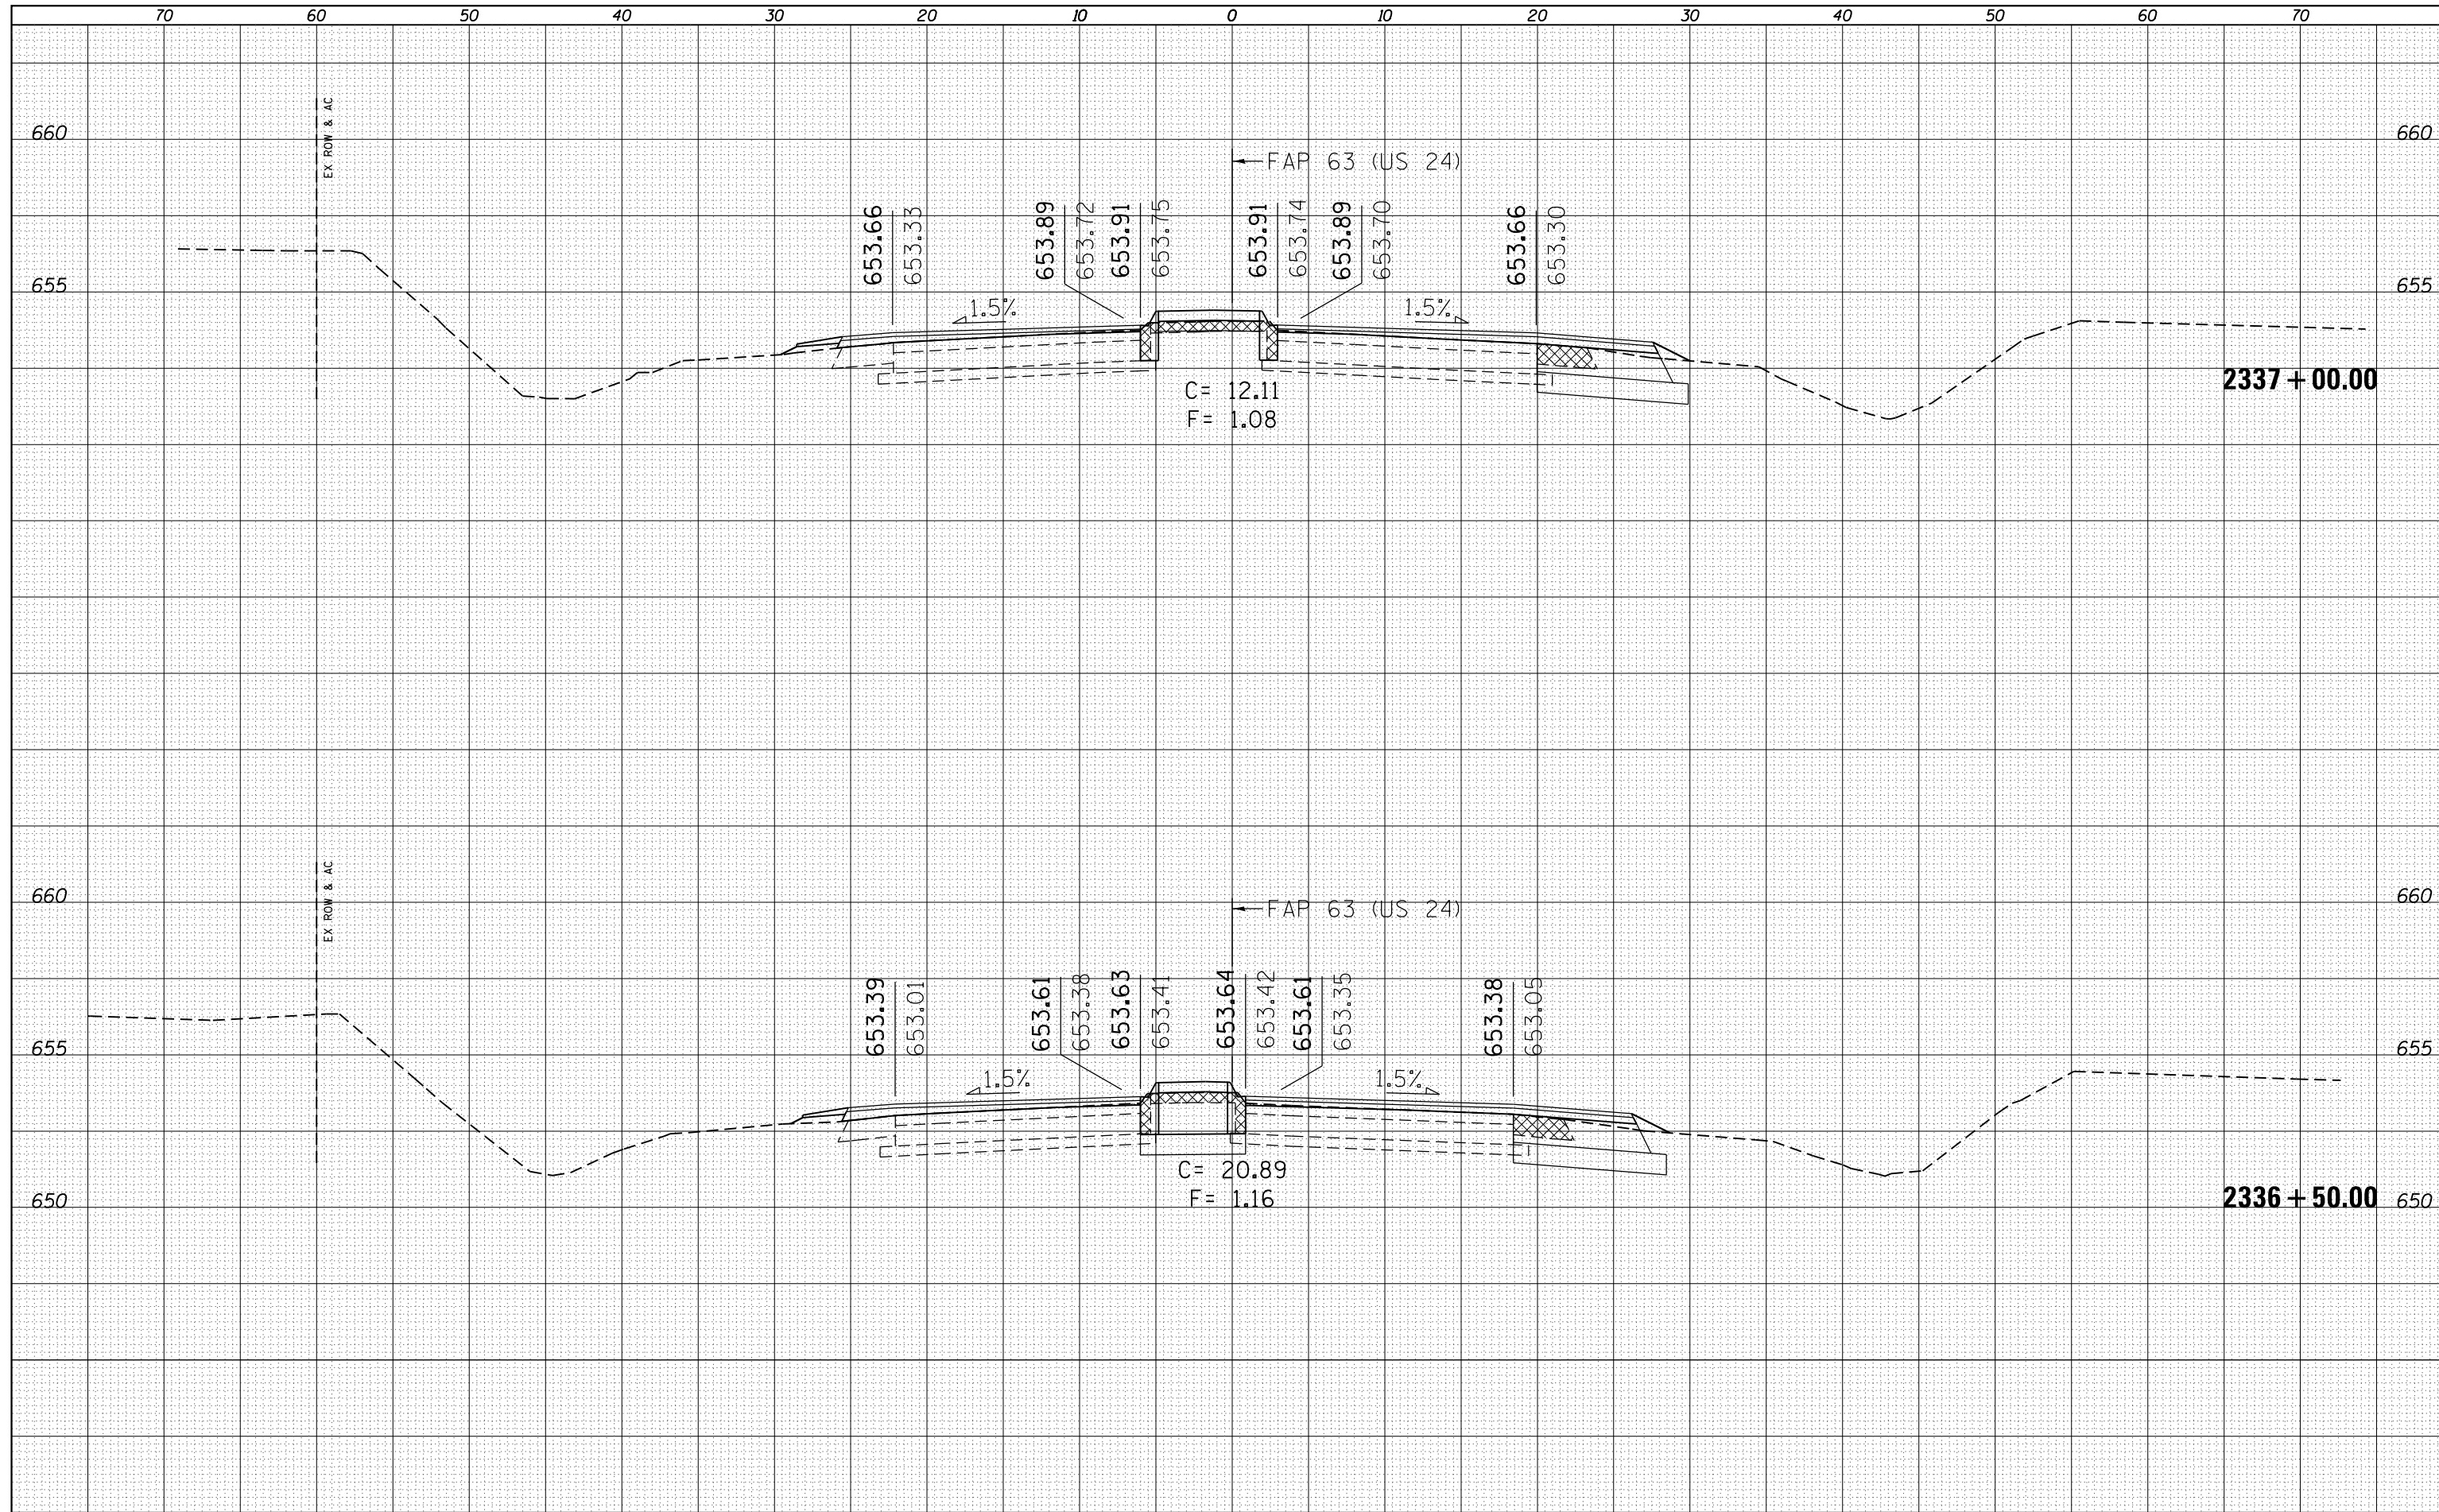 70 60 50 40 30 20 10 0 10 20 30 40 50 60 70
EX ROW & AC
660 660
FAP 63 (US 24)
653.66 653.33 653.89 653.72 653.91 653.75 653.91 653.74 653.89 653.70 653.66 653.30
655 655
1.5% 1.5%
2337 + 00.00
C= 12.11
F= 1.08
EX ROW & AC
660 660
FAP 63 (US 24)
653.39 653.01 653.61 653.38 653.63 653.41 653.64 653.42 653.61 653.35 653.38 653.05
655 655
1.5% 1.5%
C= 20.89
F= 1.16
650 2336 + 50.00 650